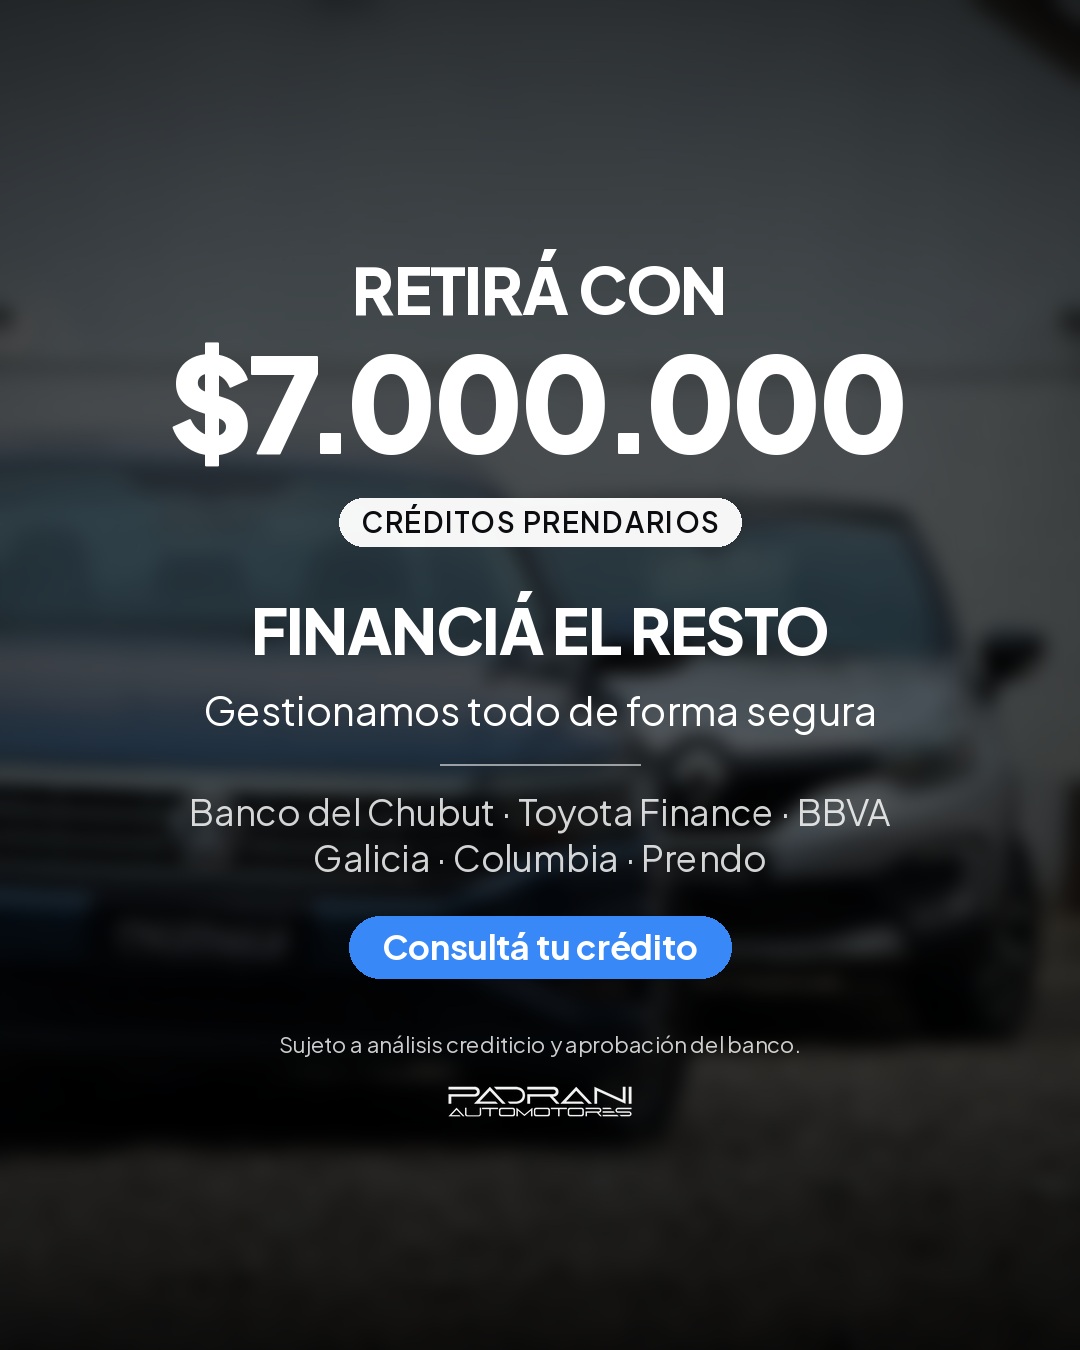 RETIRÁ CON
$7.000.000
CRÉDITOS PRENDARIOS
FINANCIÁ EL RESTO
Gestionamos todo de forma segura
Banco del Chubut · Toyota Finance · BBVA
Galicia · Columbia · Prendo
Consultá tu crédito
Sujeto a análisis crediticio y aprobación del banco.
PADRANI
AUTOMOTORES